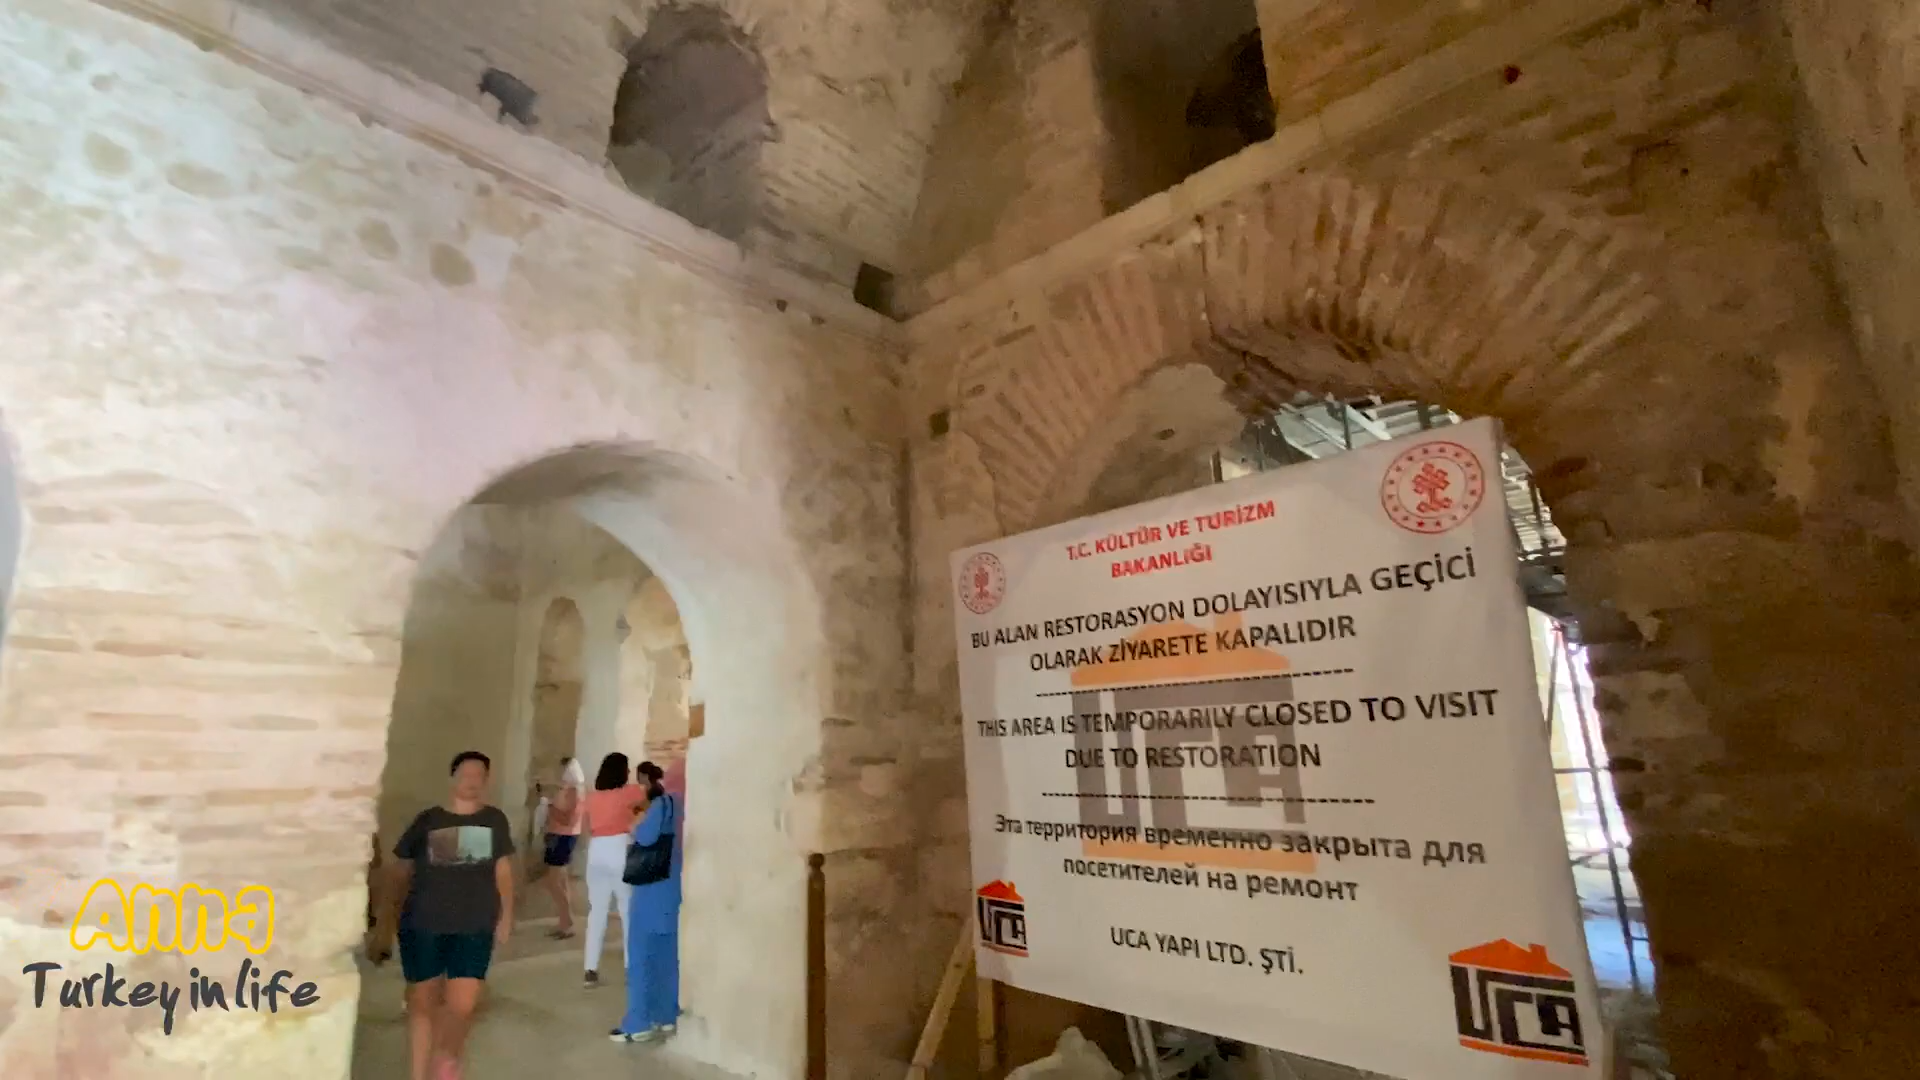 T.C. KÜLTÜR VE TURİZM
BAKANLIĞI
BU ALAN RESTORASYON DOLAYISIYLA GEÇİCİ
OLARAK ZİYARETE KAPALIDIR
THIS AREA IS TEMPORARILY CLOSED TO VISIT
DUE TO RESTORATION
Эта территория временно закрыта для
посетителей на ремонт
UCA YAPI LTD. ŞTİ.
UCA
UCA
UCA
Anna
Turkey in life